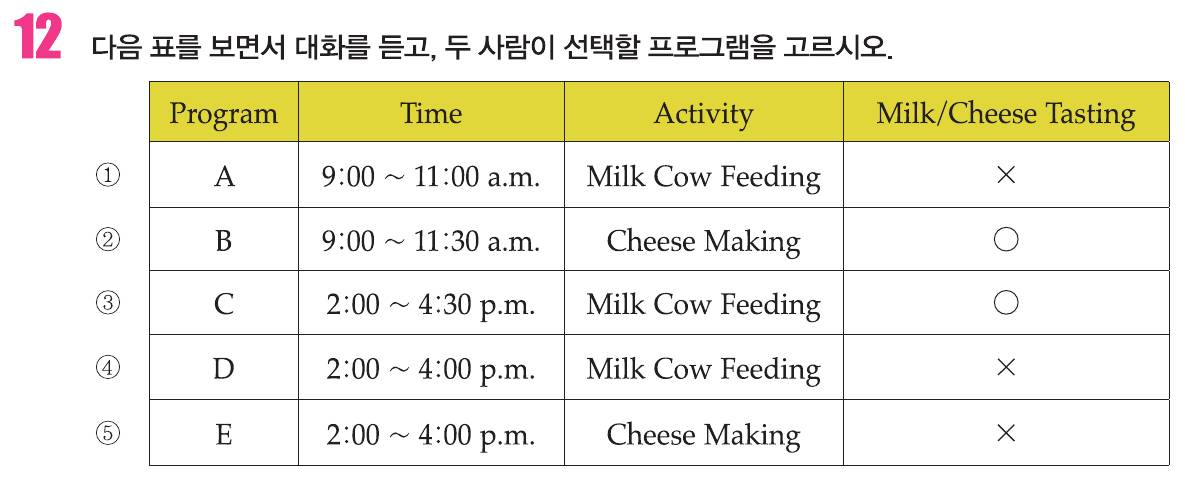 12 다음 표를 보면서 대화를 듣고, 두 사람이 선택할 프로그램을 고르시오.
Program Time Activity Milk/Cheese Tasting
① A 9:00 ~ 11:00 a.m. Milk Cow Feeding ×
② B 9:00 ~ 11:30 a.m. Cheese Making ○
③ C 2:00 ~ 4:30 p.m. Milk Cow Feeding ○
④ D 2:00 ~ 4:00 p.m. Milk Cow Feeding ×
⑤ E 2:00 ~ 4:00 p.m. Cheese Making ×